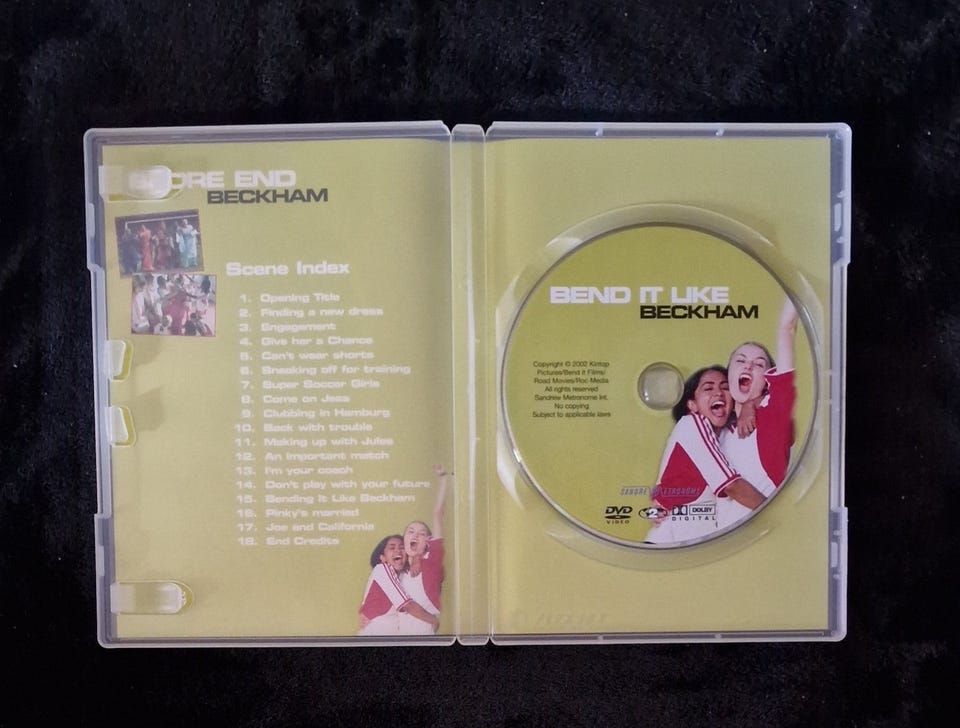 ORE END
BECKHAM
Scene Index
1. Opening Title
2. Finding a new dress
3. Engagement
4. Give her a Chance
5. Can't wear shorts
6. Breaking off for training
7. Super Soccer Girls
8. Come on Jess
9. Clubbing in Hamburg
10. Back with trouble
11. Making up with Jules
12. An important match
13. I'm your coach
14. Don't play with your future
15. Bending It Like Beckham
16. Pinky's married
17. Joe and California
18. End Credits
BEND IT LIKE
BECKHAM
Copyright © 2002 Kintop
Pictures/Bend it Films/
Road Movies/Roc Media
All rights reserved
Sandrew Metronome Int.
No copying
Subject to applicable laws
DVD
VIDEO
2
DOLBY
DIGITAL